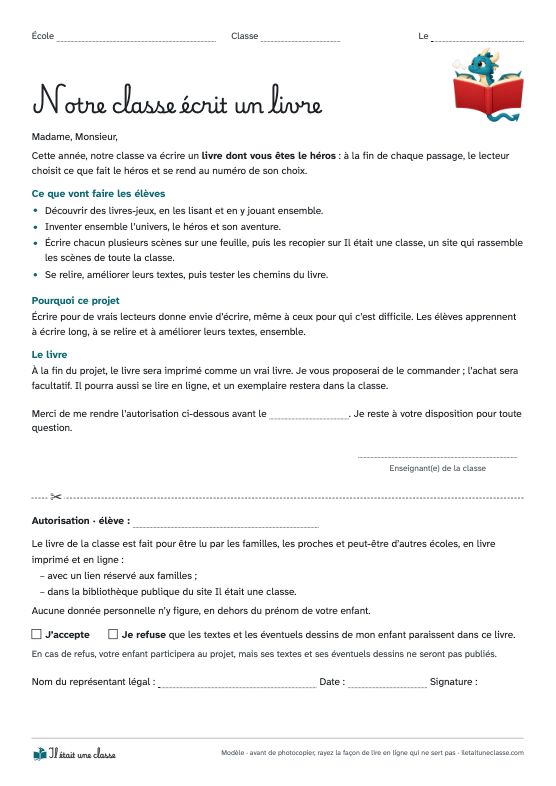 École
Classe
Le
Notre classe écrit un livre
Madame, Monsieur,
Cette année, notre classe va écrire un livre dont vous êtes le héros : à la fin de chaque passage, le lecteur
choisit ce que fait le héros et se rend au numéro de son choix.
Ce que vont faire les élèves
• Découvrir des livres-jeux, en les lisant et en y jouant ensemble.
• Inventer ensemble l'univers, le héros et son aventure.
• Écrire chacun plusieurs scènes sur une feuille, puis les recopier sur Il était une classe, un site qui rassemble
les scènes de toute la classe.
• Se relire, améliorer leurs textes, puis tester les chemins du livre.
Pourquoi ce projet
Écrire pour de vrais lecteurs donne envie d'écrire, même à ceux pour qui c'est difficile. Les élèves apprennent
à écrire long, à se relire et à améliorer leurs textes, ensemble.
Le livre
À la fin du projet, le livre sera imprimé comme un vrai livre. Je vous proposerai de le commander ; l'achat sera
facultatif. Il pourra aussi se lire en ligne, et un exemplaire restera dans la classe.
Merci de me rendre l'autorisation ci-dessous avant le . Je reste à votre disposition pour toute
question.
Enseignant(e) de la classe
Autorisation · élève :
Le livre de la classe est fait pour être lu par les familles, les proches et peut-être d'autres écoles, en livre
imprimé et en ligne :
– avec un lien réservé aux familles ;
– dans la bibliothèque publique du site Il était une classe.
Aucune donnée personnelle n'y figure, en dehors du prénom de votre enfant.
J'accepte Je refuse que les textes et les éventuels dessins de mon enfant paraissent dans ce livre.
En cas de refus, votre enfant participera au projet, mais ses textes et ses éventuels dessins ne seront pas publiés.
Nom du représentant légal : Date : Signature :
Il était une classe
Modèle · avant de photocopier, rayez la façon de lire en ligne qui ne sert pas · iletaituneclasse.com